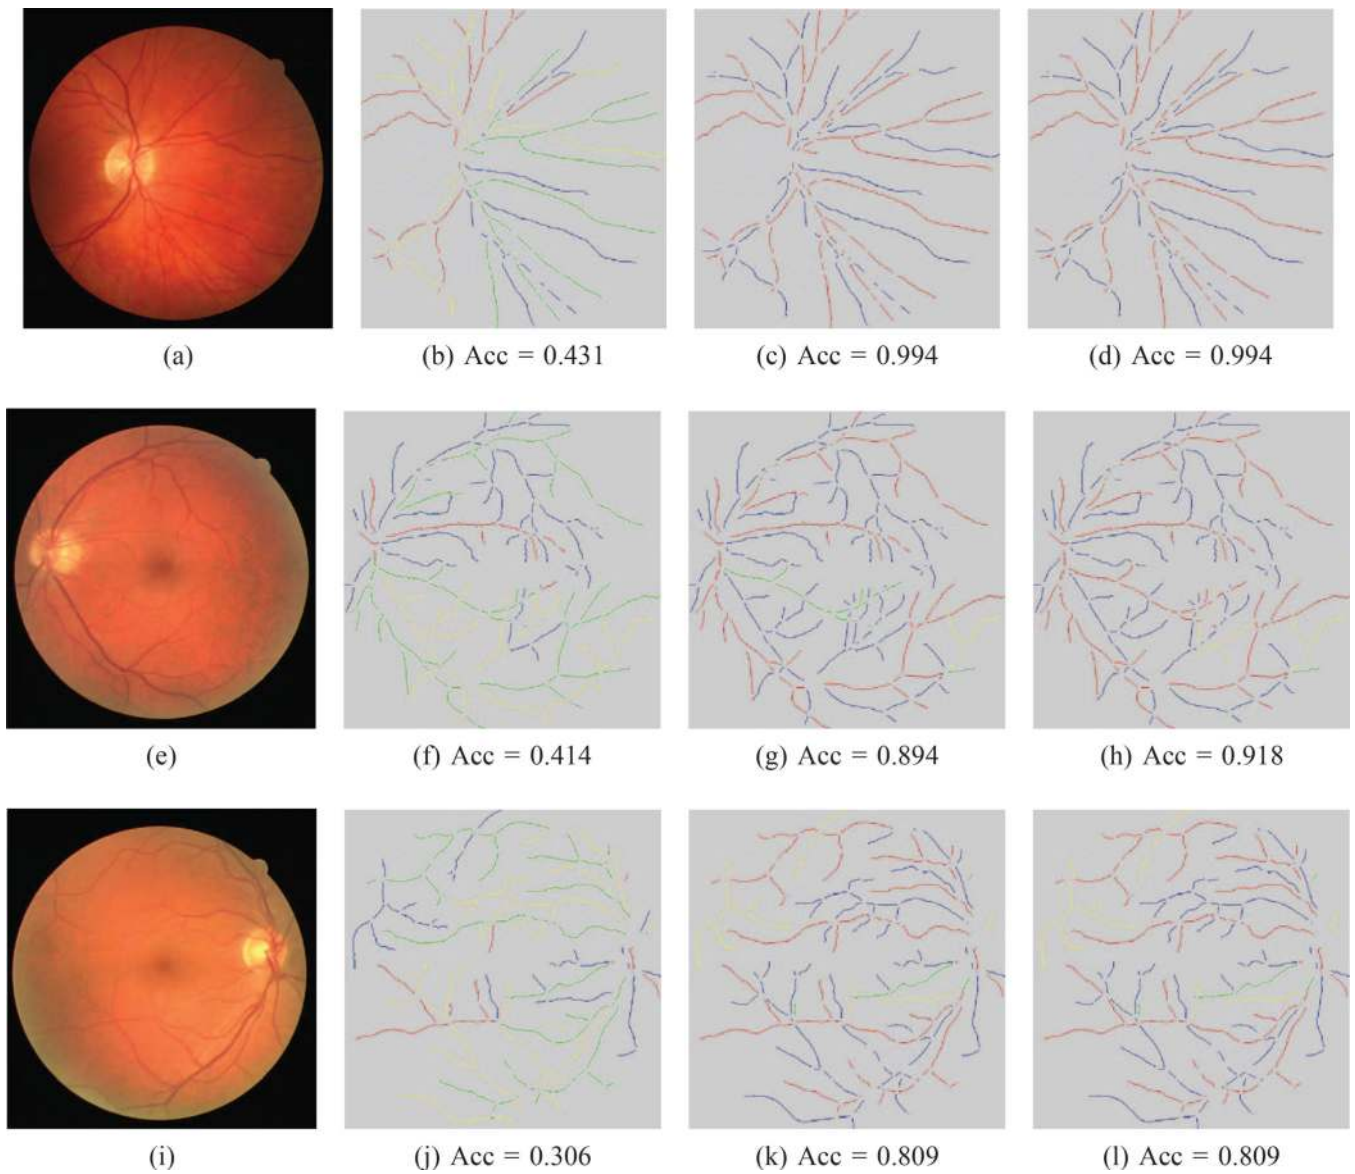 (a)
(b) Acc = 0.431
(c) Acc = 0.994
(d) Acc = 0.994
(e)
(f) Acc = 0.414
(g) Acc = 0.894
(h) Acc = 0.918
(i)
(j) Acc = 0.306
(k) Acc = 0.809
(l) Acc = 0.809